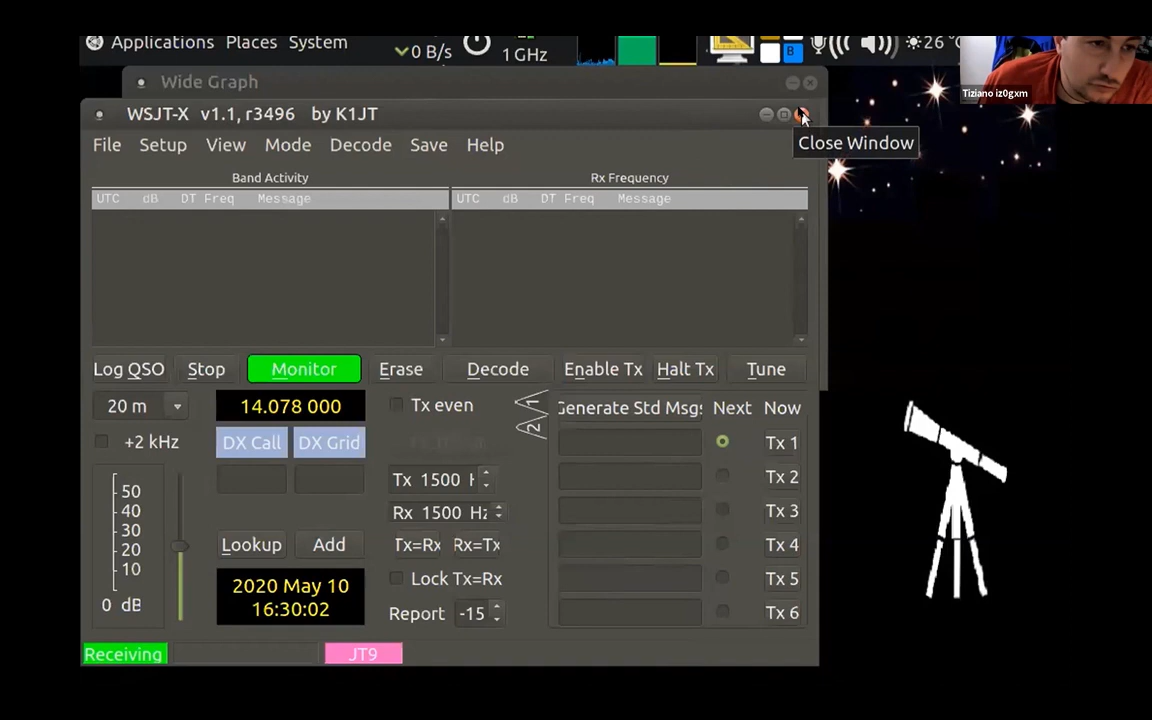 Applications Places System
0 B/s
1 GHz
B
26 °C
Tiziano iz0gxm
Wide Graph
WSJT-X v1.1, r3496 by K1JT
Close Window
File Setup View Mode Decode Save Help
Band Activity
Rx Frequency
UTC dB DT Freq Message
UTC dB DT Freq Message
Log QSO Stop Monitor Erase Decode Enable Tx Halt Tx Tune
20 m
14.078 000
Tx even
1
2
Generate Std Msgs
Next Now
+2 kHz
DX Call DX Grid
Tx 1
Tx 1500 H
Tx 2
50
40
30
20
10
0 dB
Rx 1500 Hz
Tx 3
Lookup Add
Tx=Rx Rx=Tx
Tx 4
2020 May 10
16:30:02
Lock Tx=Rx
Tx 5
Report -15
Tx 6
Receiving
JT9